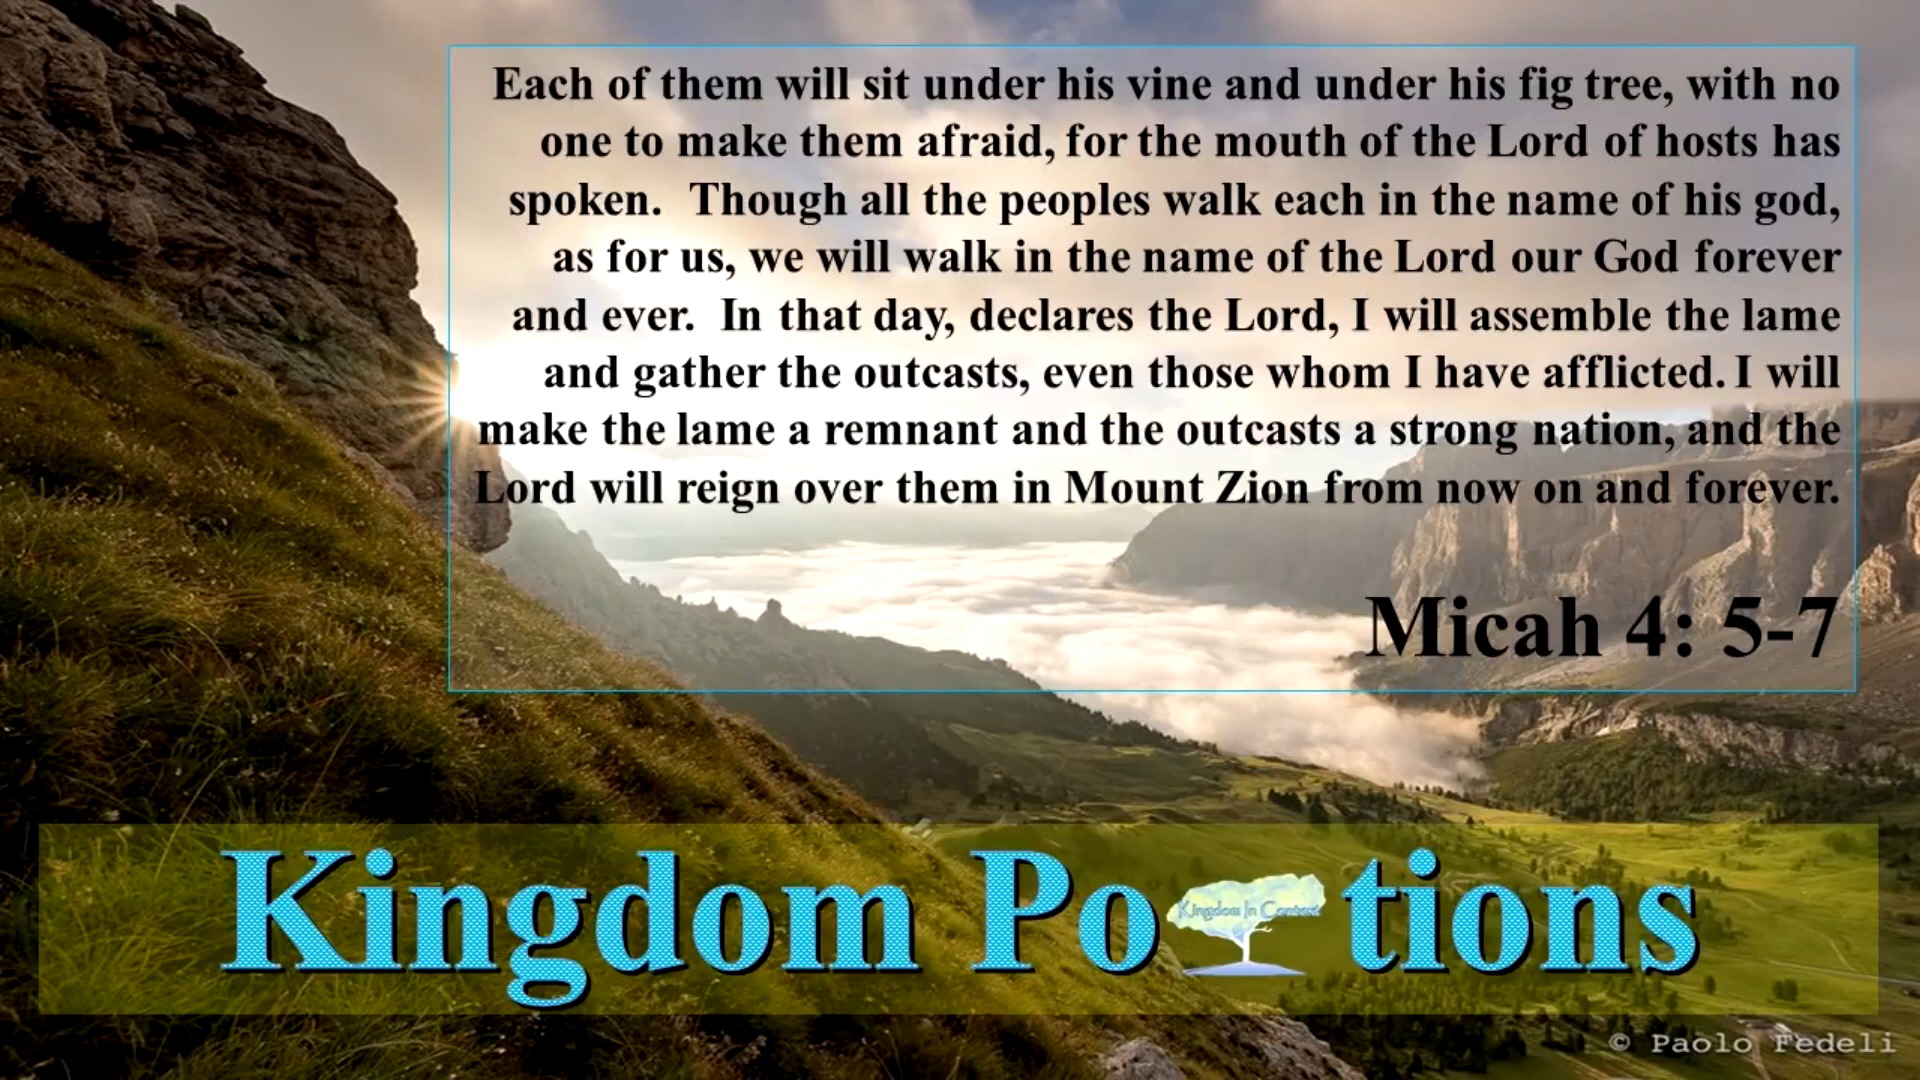 Each of them will sit under his vine and under his fig tree, with no
one to make them afraid, for the mouth of the Lord of hosts has
spoken.  Though all the peoples walk each in the name of his god,
as for us, we will walk in the name of the Lord our God forever
and ever.  In that day, declares the Lord, I will assemble the lame
and gather the outcasts, even those whom I have afflicted. I will
make the lame a remnant and the outcasts a strong nation, and the
Lord will reign over them in Mount Zion from now on and forever.
Micah 4: 5-7
Kingdom Po tions
Kingdom In Context
© Paolo Fedeli